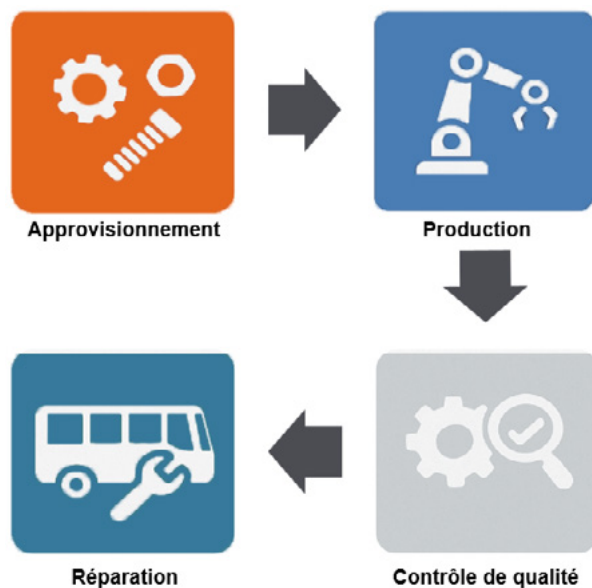 Approvisionnement
Production
Réparation
Contrôle de qualité